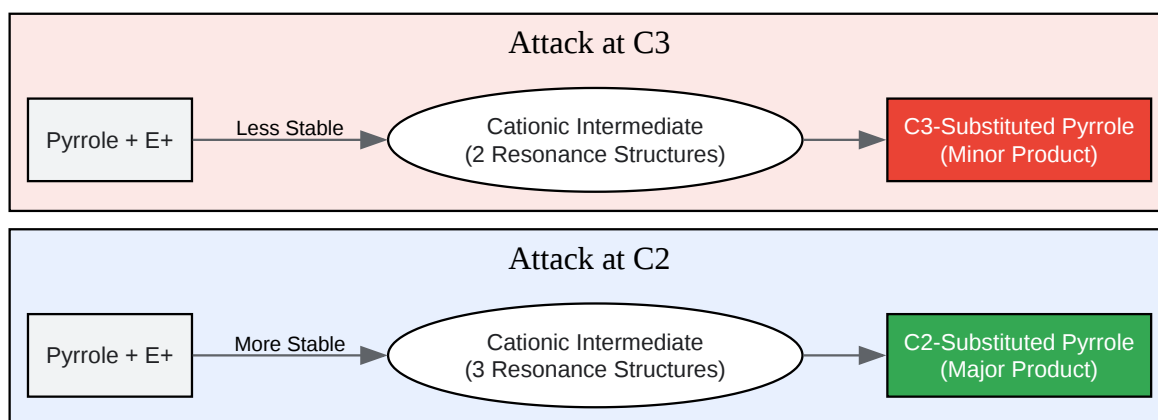 Attack at C3
Pyrrole + E+
Less Stable
Cationic Intermediate
(2 Resonance Structures)
C3-Substituted Pyrrole
(Minor Product)
Attack at C2
Pyrrole + E+
More Stable
Cationic Intermediate
(3 Resonance Structures)
C2-Substituted Pyrrole
(Major Product)